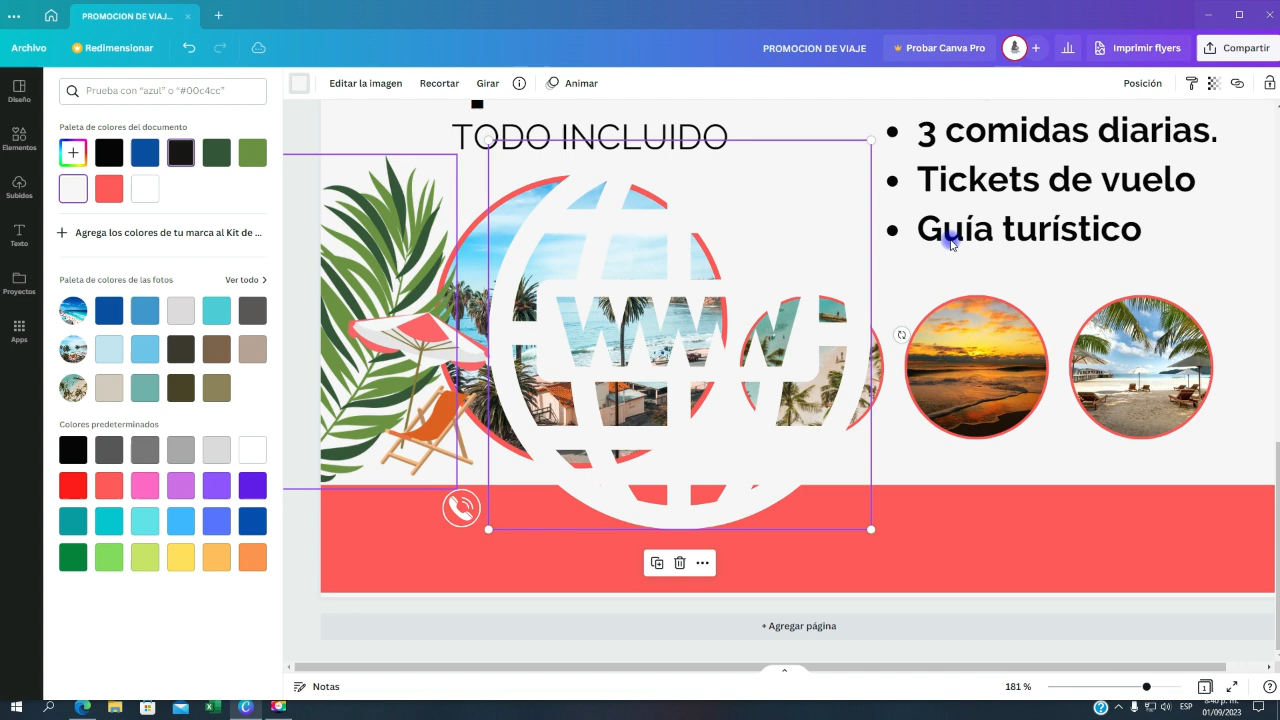 PROMOCION DE VIAJ...
Archivo
Redimensionar
PROMOCION DE VIAJE
Probar Canva Pro
Imprimir flyers
Compartir
Diseño
Elementos
Subidos
Texto
Proyectos
Apps
Prueba con "azul" o "#00c4cc"
Paleta de colores del documento
Agrega los colores de tu marca al Kit de ...
Paleta de colores de las fotos
Ver todo
Colores predeterminados
Editar la imagen
Recortar
Girar
Animar
Posición
TODO INCLUIDO
• 3 comidas diarias.
• Tickets de vuelo
• Guía turístico
www
+ Agregar página
Notas
181 %
1
ESP
8:40 p. m.
01/09/2023